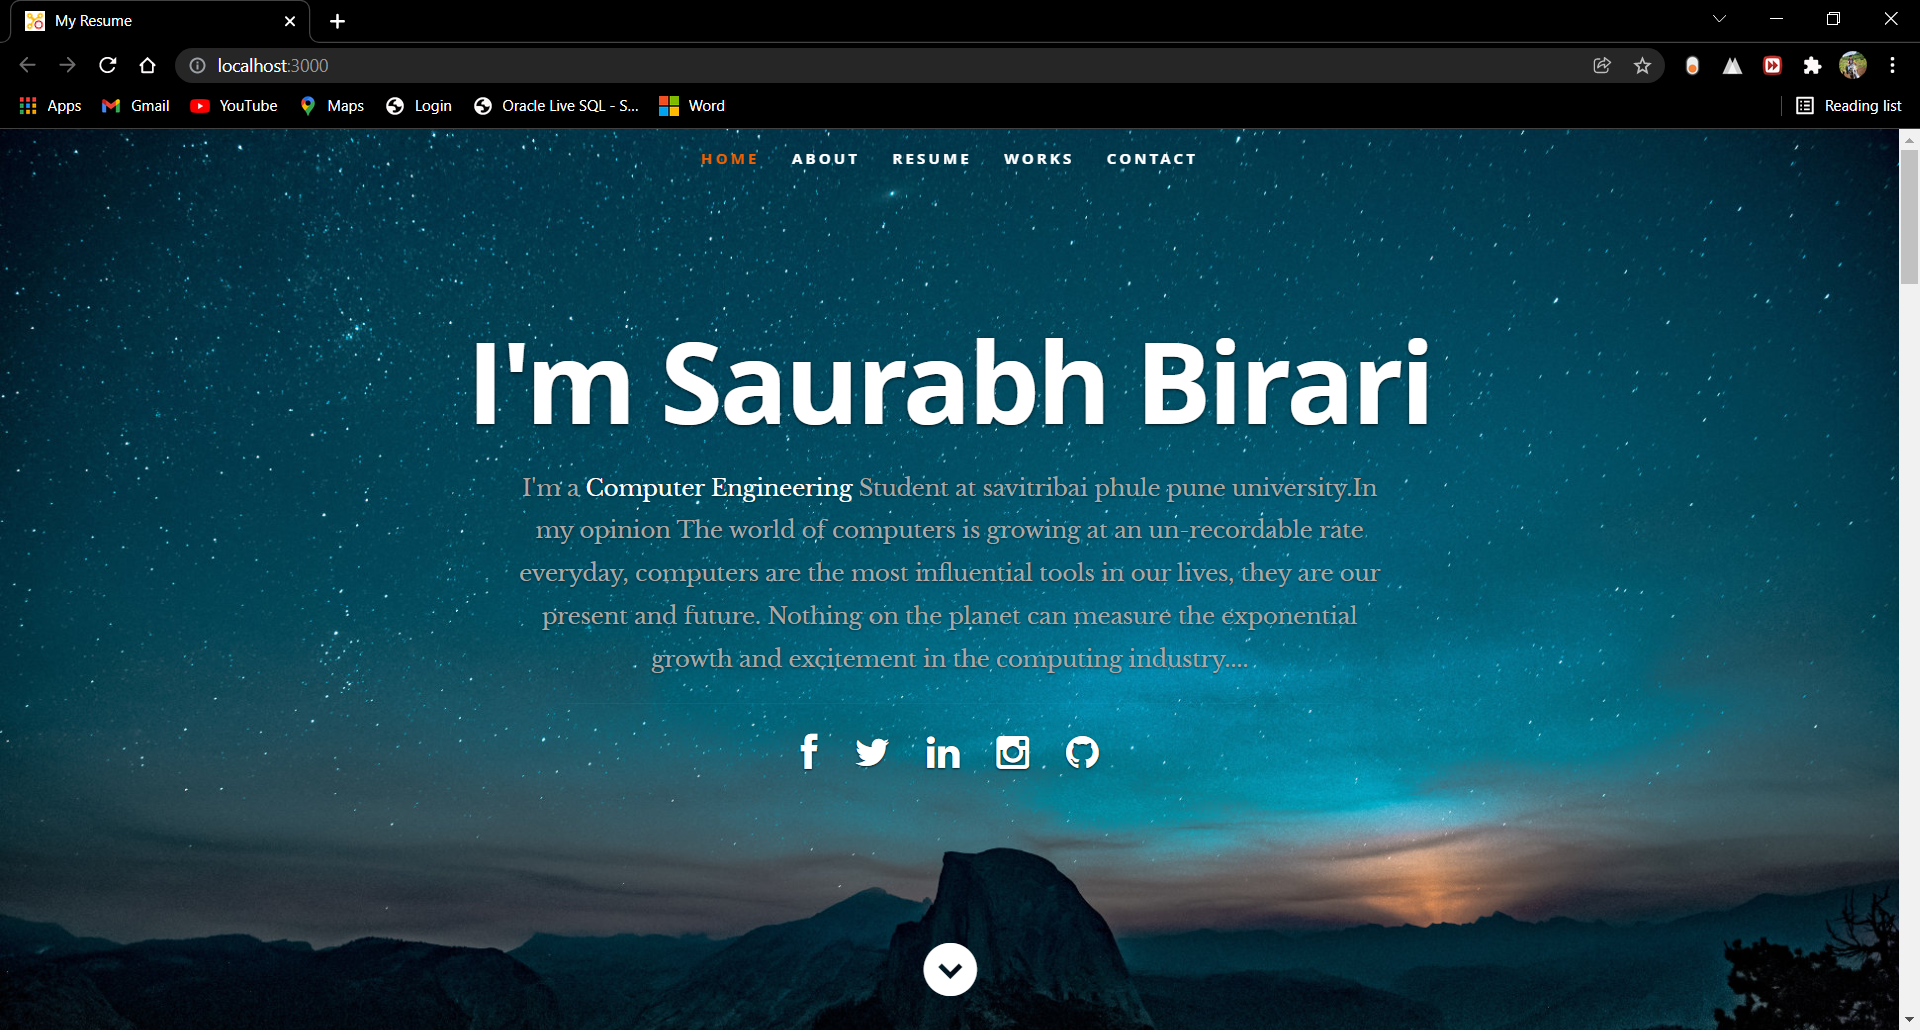 My Resume
localhost:3000
Apps Gmail YouTube Maps Login Oracle Live SQL - S... Word Reading list
HOME ABOUT RESUME WORKS CONTACT
I'm Saurabh Birari
I'm a Computer Engineering Student at savitribai phule pune university.In
my opinion The world of computers is growing at an un-recordable rate
everyday, computers are the most influential tools in our lives, they are our
present and future. Nothing on the planet can measure the exponential
growth and excitement in the computing industry....